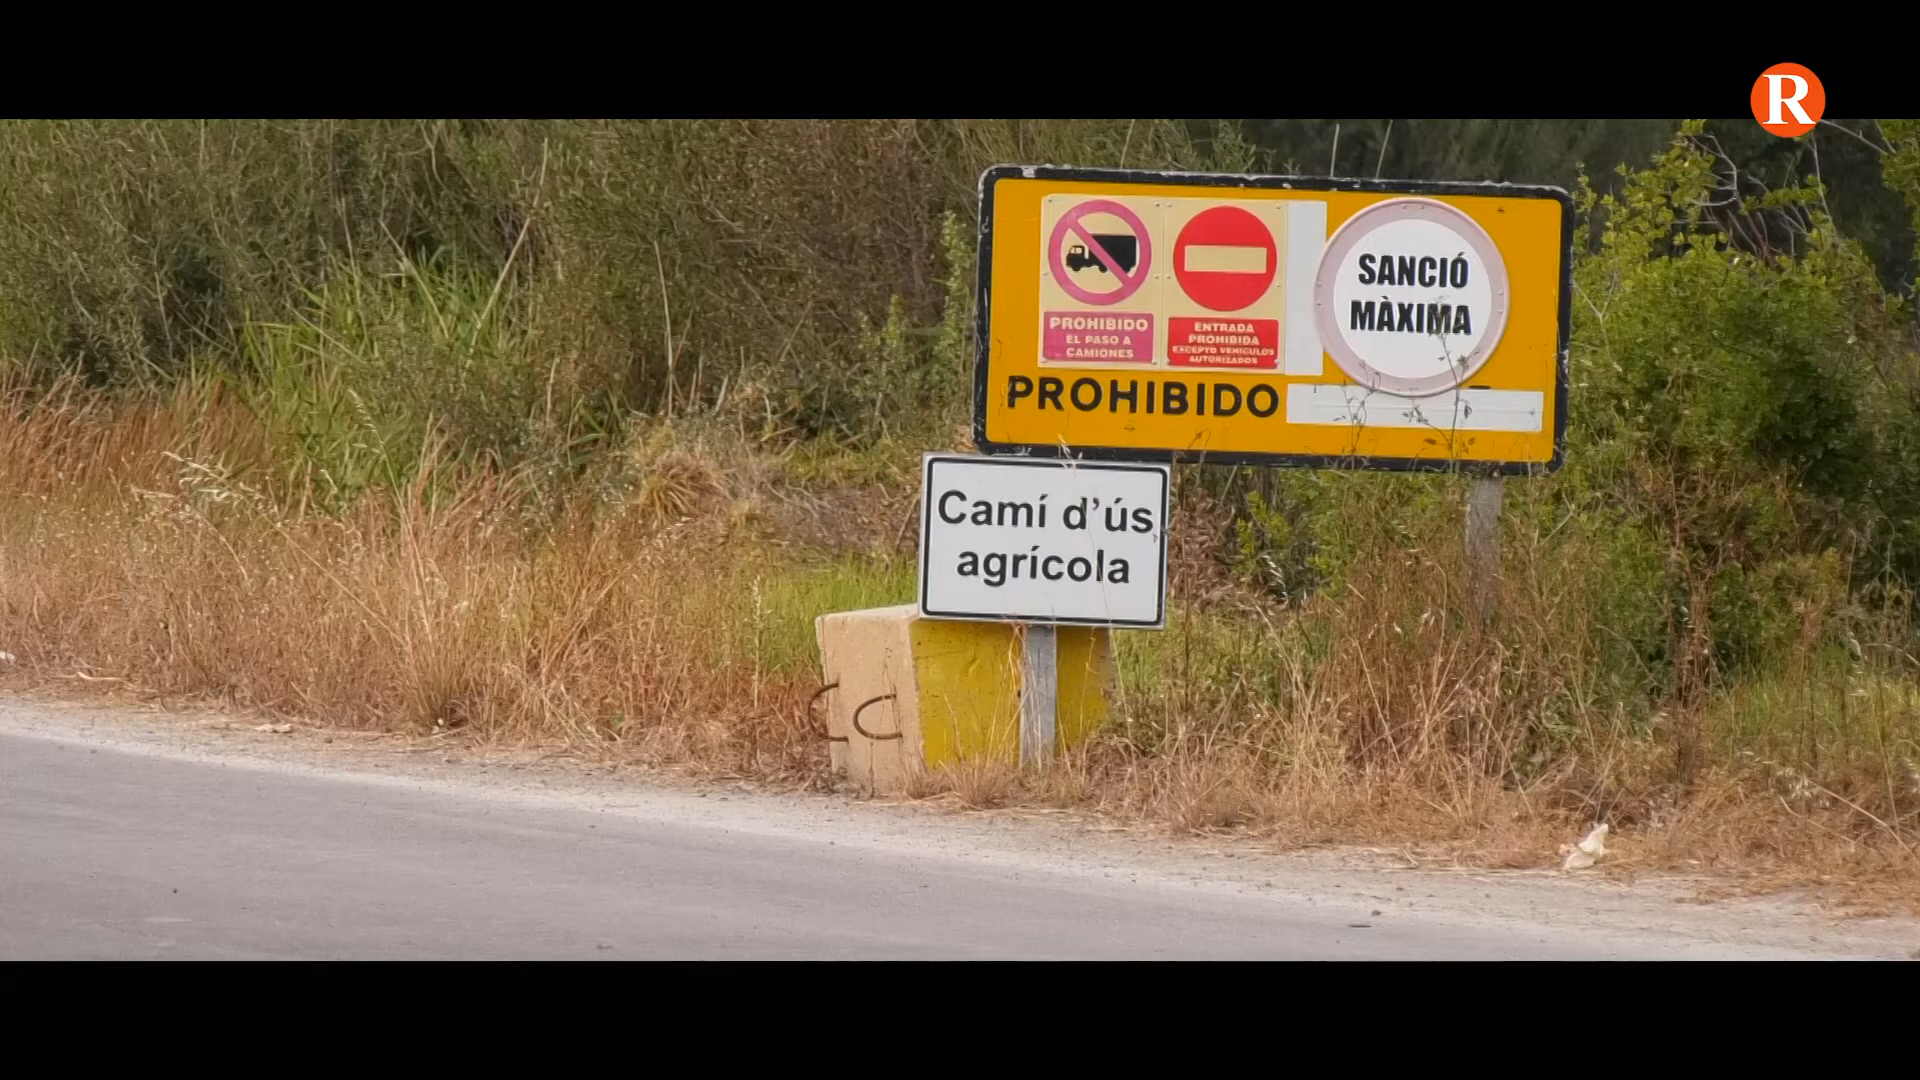 R
SANCIÓ
MÀXIMA
PROHIBIDO
EL PASO A
CAMIONES
ENTRADA
PROHIBIDA
EXCEPTO VEHICULOS
AUTORIZADOS
PROHIBIDO
Camí d'ús
agrícola